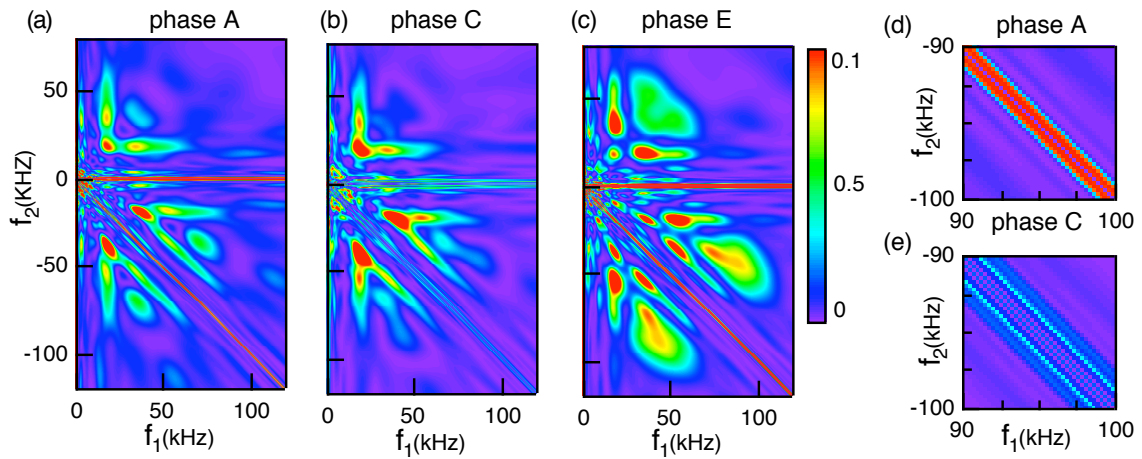 (a) phase A
(b) phase C
(c) phase E
(d) phase A
50
0
-50
-100
f2(kHZ)
0 50 100
f1(kHz)
0 50 100
f1(kHz)
0 50 100
f1(kHz)
0.1
0.5
0
-90
f2(kHz)
-100
90 100
(e) phase C
-90
f2(kHz)
-100
90 100
f1(kHz)